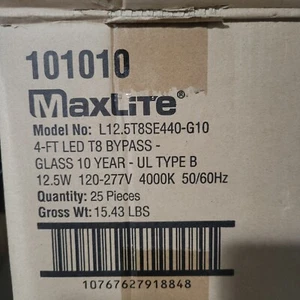 101010
MAXLITE®
Model No: L12.5T8SE440-G10
4-FT LED T8 BYPASS -
GLASS 10 YEAR - UL TYPE B
12.5W 120-277V 4000K 50/60Hz
Quantity: 25 Pieces
Gross Wt: 15.43 LBS
10767627918848